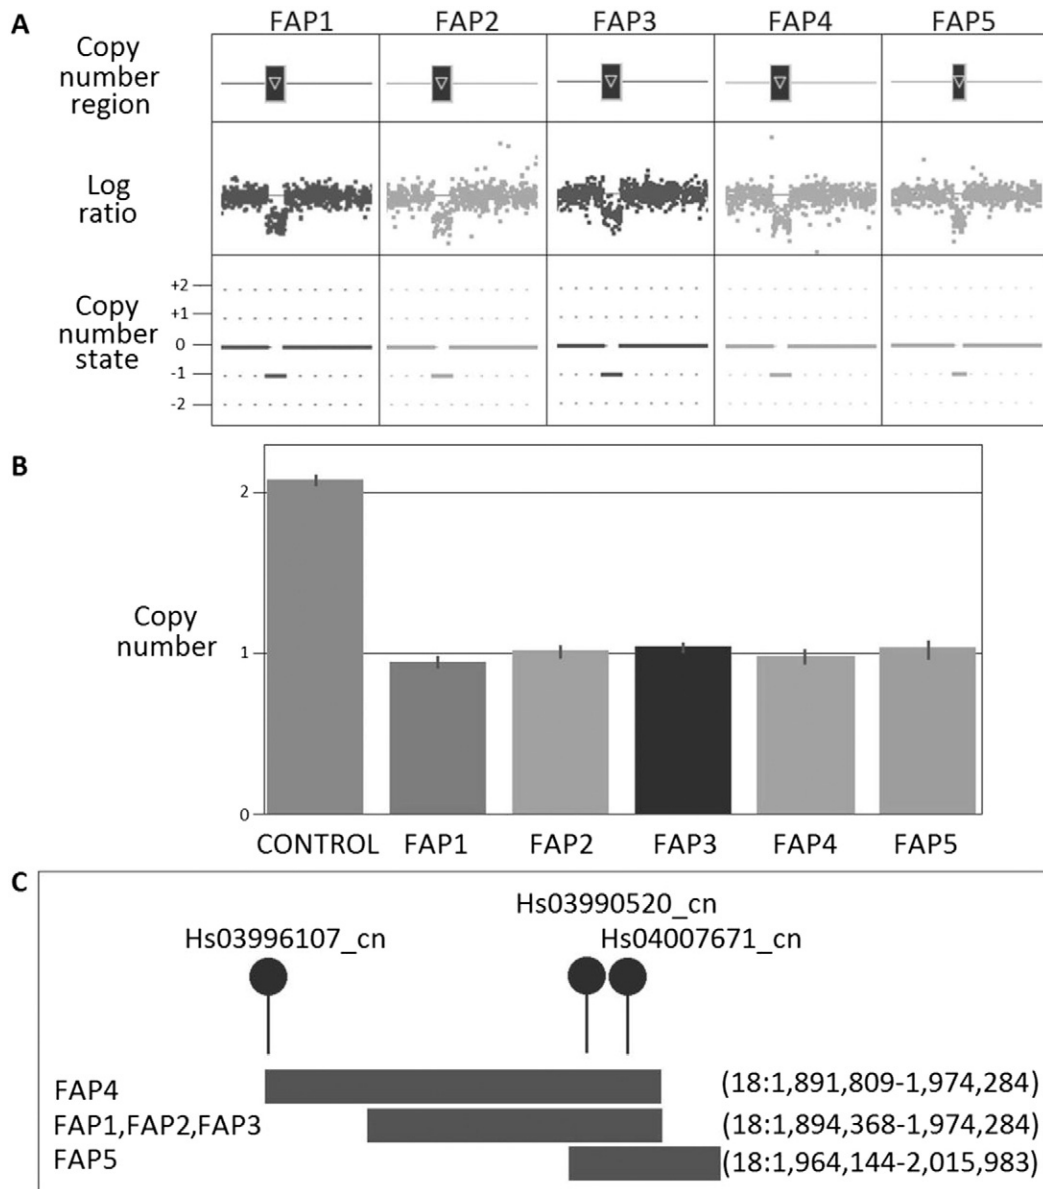 A
FAP1 FAP2 FAP3 FAP4 FAP5
Copy
number
region
Log
ratio
Copy
number
state
+2
+1
0
-1
-2
B
Copy
number
2
1
0
CONTROL FAP1 FAP2 FAP3 FAP4 FAP5
C
Hs03990520_cn
Hs03996107_cn Hs04007671_cn
FAP4 (18:1,891,809-1,974,284)
FAP1,FAP2,FAP3 (18:1,894,368-1,974,284)
FAP5 (18:1,964,144-2,015,983)